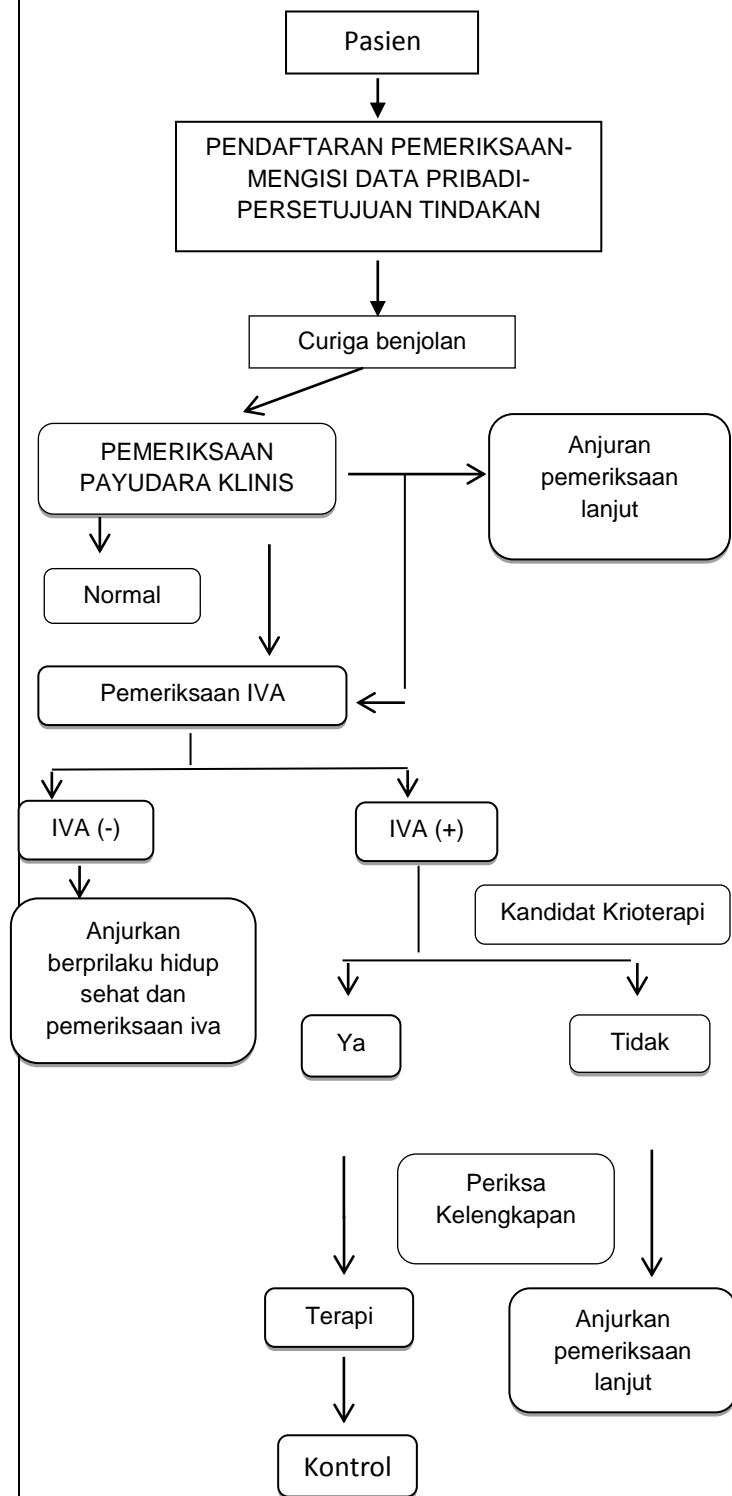 Pasien
PENDAFTARAN PEMERIKSAAN-
MENGISI DATA PRIBADI-
PERSETUJUAN TINDAKAN
Curiga benjolan
PEMERIKSAAN
PAYUDARA KLINIS
Anjuran
pemeriksaan
lanjut
Normal
Pemeriksaan IVA
IVA (-)
IVA (+)
Kandidat Krioterapi
Anjurkan
berprilaku hidup
sehat dan
pemeriksaan iva
Ya
Tidak
Periksa
Kelengkapan
Terapi
Anjurkan
pemeriksaan
lanjut
Kontrol